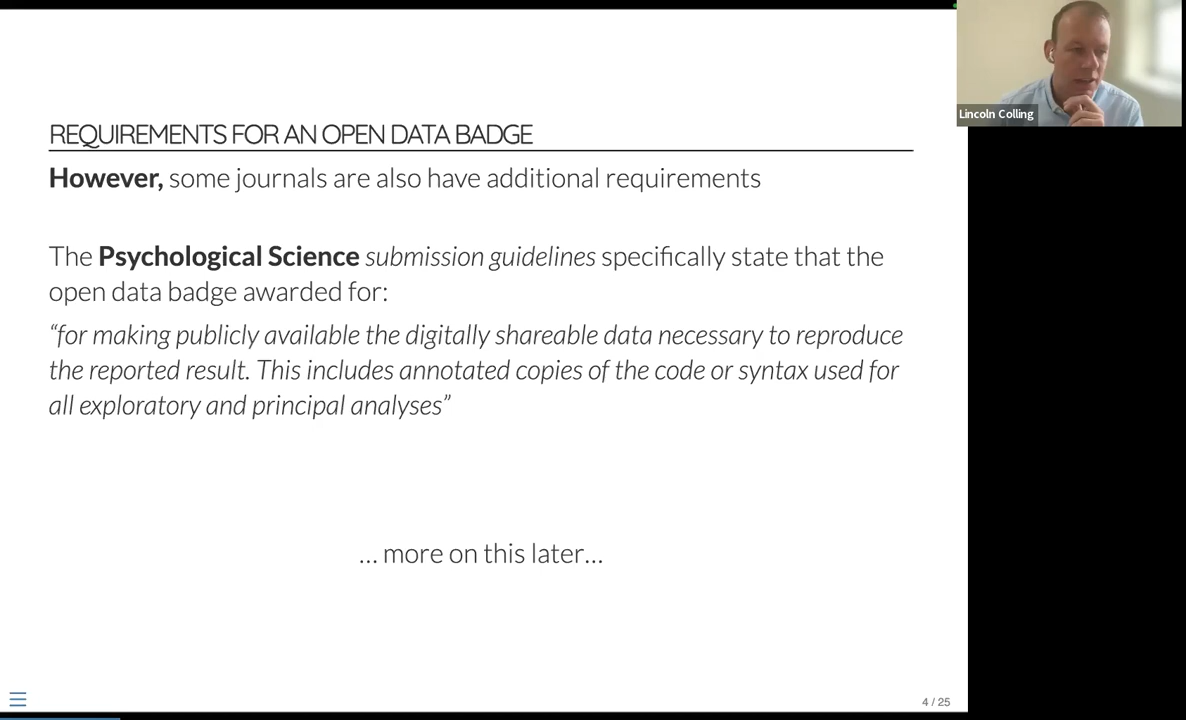 REQUIREMENTS FOR AN OPEN DATA BADGE
However, some journals are also have additional requirements
The Psychological Science submission guidelines specifically state that the
open data badge awarded for:
“for making publicly available the digitally shareable data necessary to reproduce
the reported result. This includes annotated copies of the code or syntax used for
all exploratory and principal analyses”
... more on this later...
4 / 25
Lincoln Colling